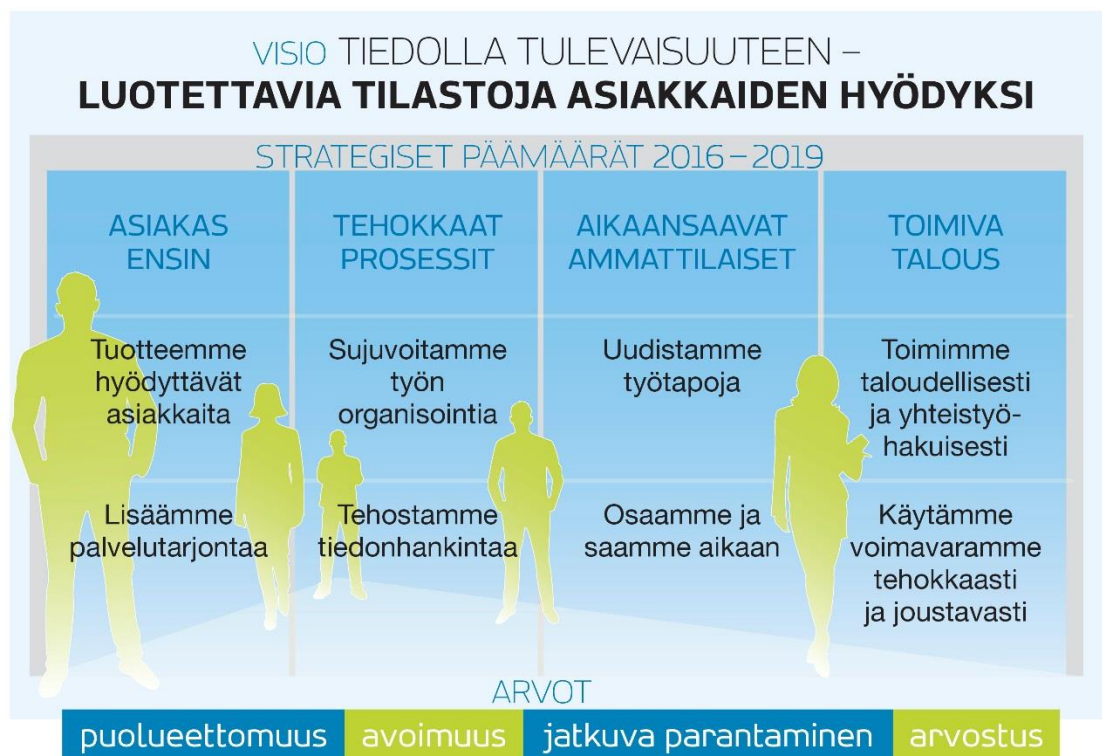 VISIO TIEDOLLA TULEVAISUUTEEN –
LUOTETTAVIA TILASTOJA ASIAKKAIDEN HYÖDYKSI
STRATEGISET PÄÄMÄÄRÄT 2016–2019
ASIAKAS
ENSIN
Tuotteemme
hyödyttävät
asiakkaita
Lisäämme
palvelutarjontaa
TEHOKKAAT
PROSESSIT
Sujuvoitamme
työn
organisointia
Tehostamme
tiedonhankintaa
AIKAANSAAVAT
AMMATTILAISET
Uudistamme
työtapoja
Osaamme ja
saamme aikaan
TOIMIVA
TALOUS
Toimimme
taloudellisesti
ja yhteistyö-
hakuisesti
Käytämme
voimavaramme
tehokkaasti
ja joustavasti
ARVOT
puolueettomuus avoimuus jatkuva parantaminen arvostus